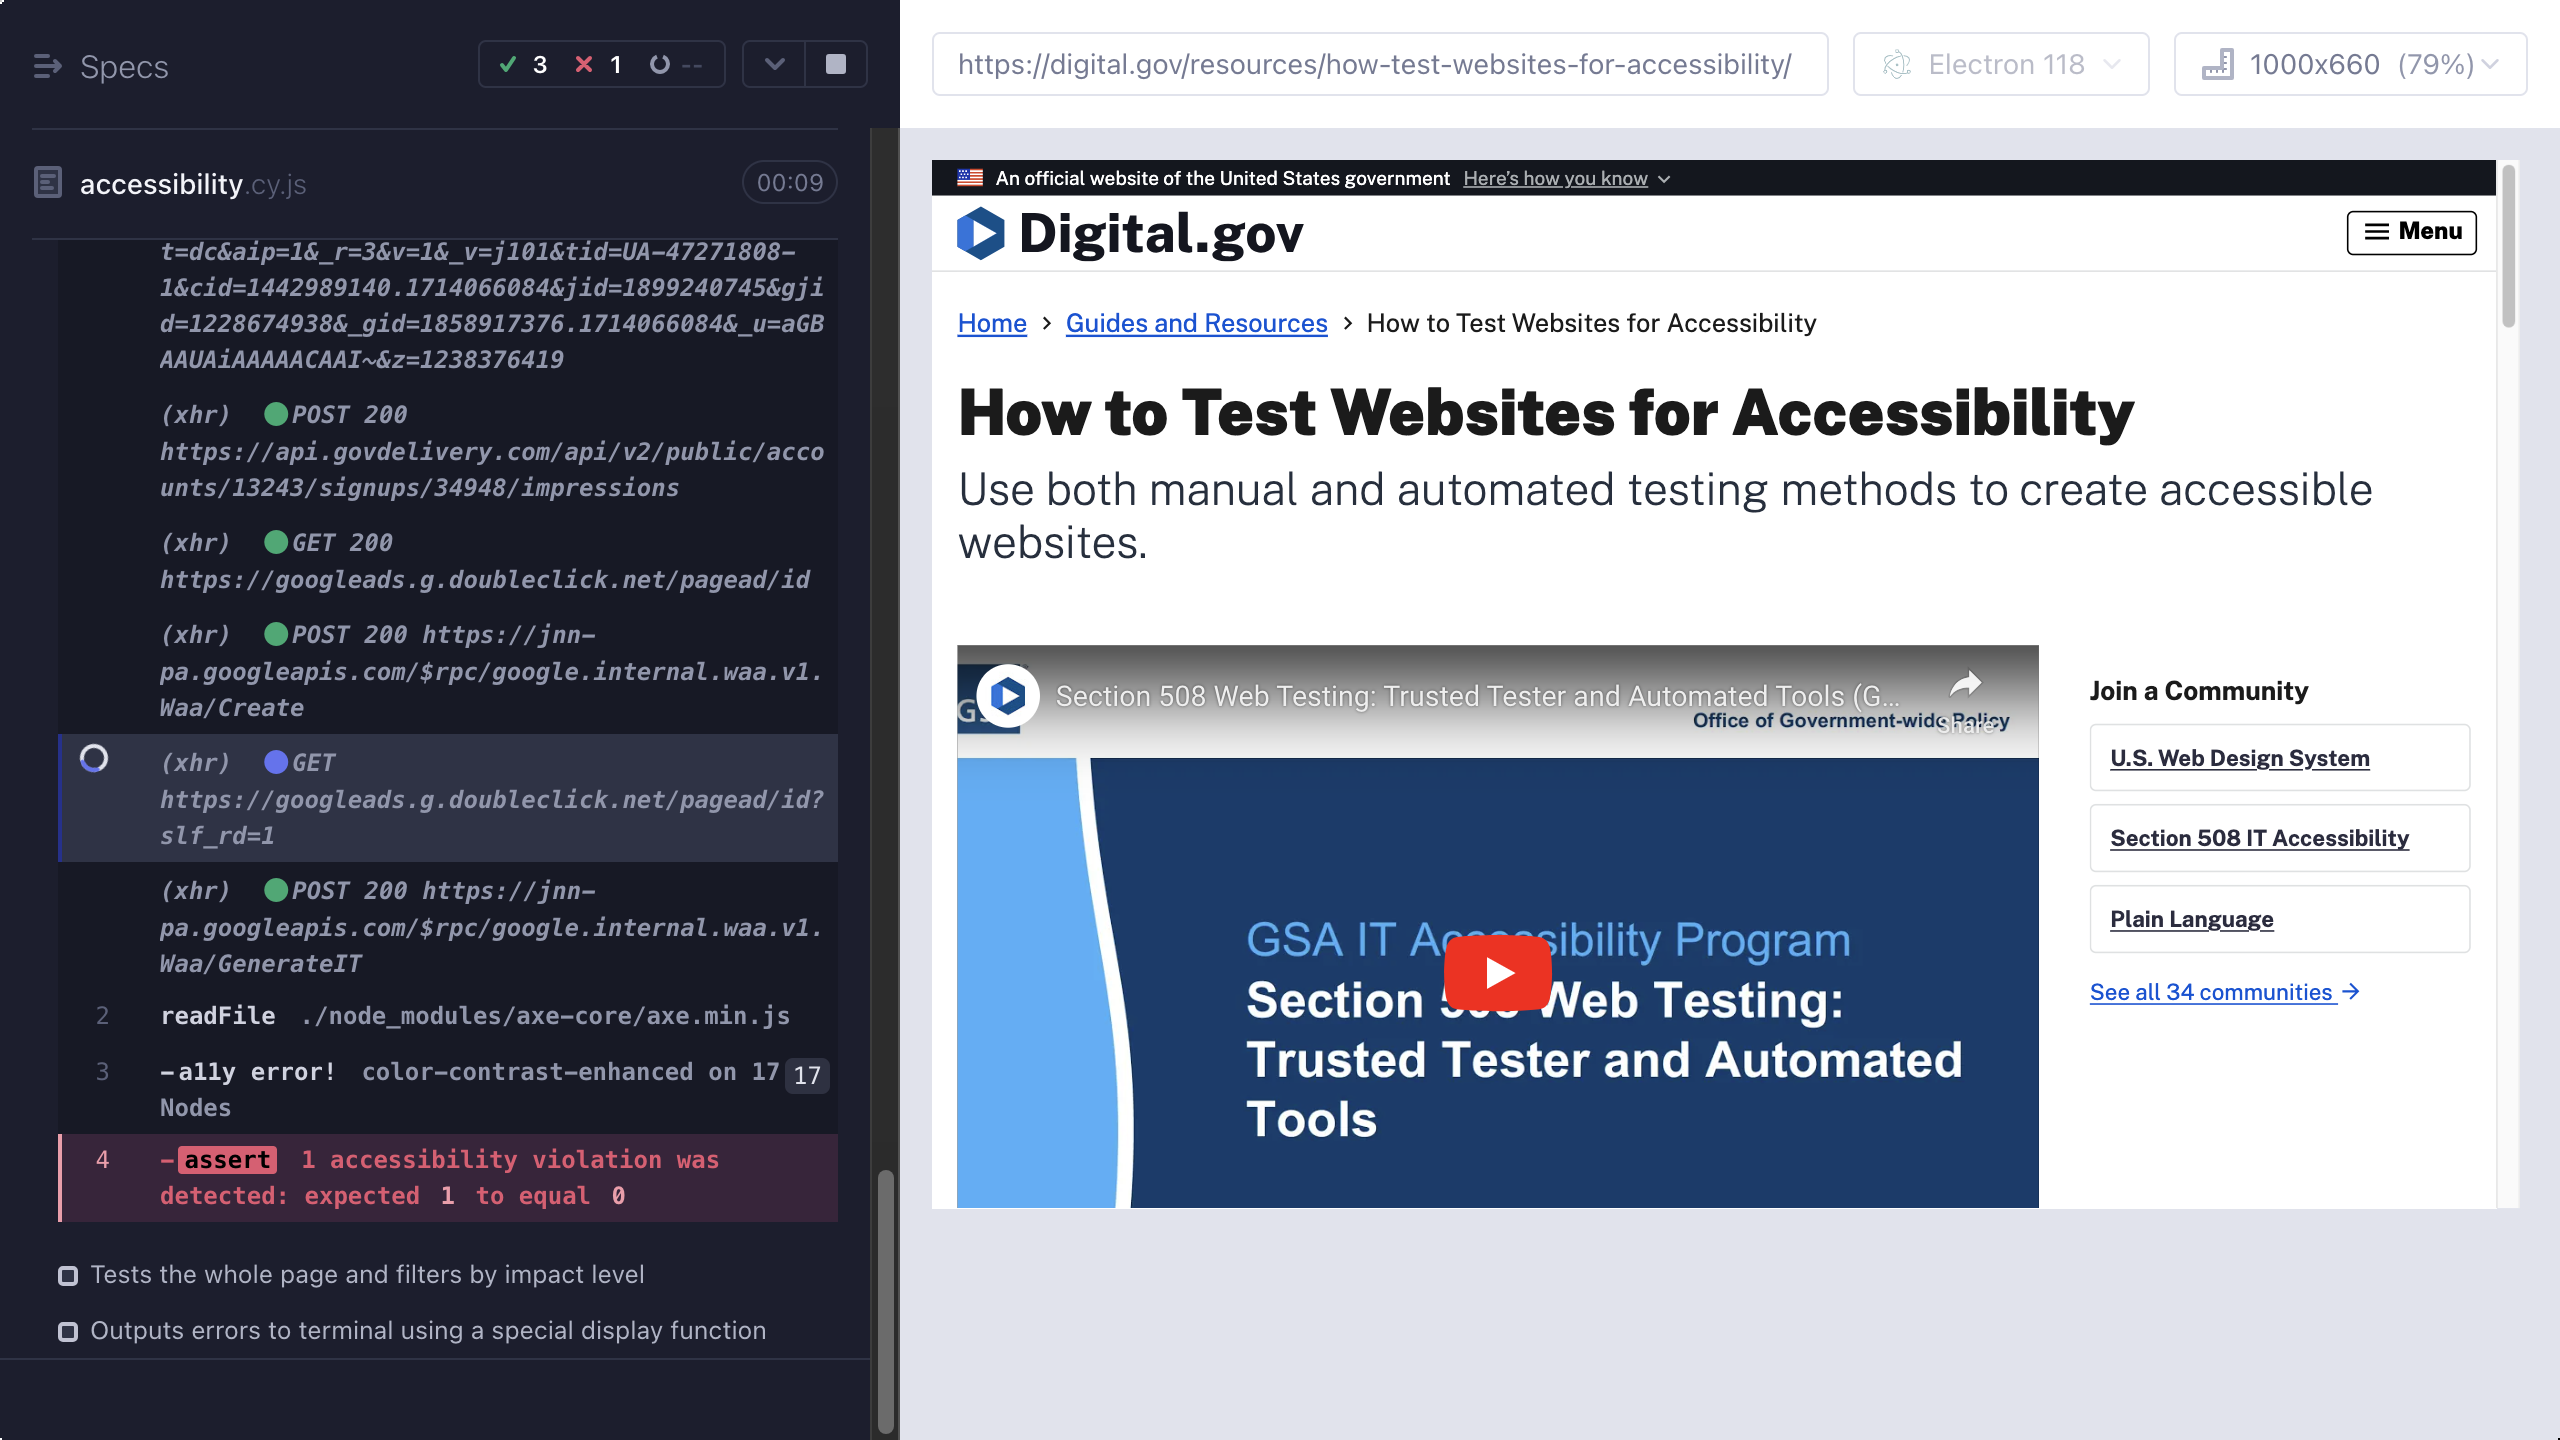 Specs
3 1 --
accessibility.cy.js 00:09
t=dc&aip=1&_r=3&v=1&_v=j101&tid=UA-47271808-
1&cid=1442989140.1714066084&jid=1899240745&gji
d=1228674938&_gid=1858917376.1714066084&_u=aGB
AAUAiAAAAACAAI~&z=1238376419
(xhr) POST 200
https://api.govdelivery.com/api/v2/public/acco
unts/13243/signups/34948/impressions
(xhr) GET 200
https://googleads.g.doubleclick.net/pagead/id
(xhr) POST 200 https://jnn-
pa.googleapis.com/$rpc/google.internal.waa.v1.
Waa/Create
(xhr) GET
https://googleads.g.doubleclick.net/pagead/id?
slf_rd=1
(xhr) POST 200 https://jnn-
pa.googleapis.com/$rpc/google.internal.waa.v1.
Waa/GenerateIT
2 readFile ./node_modules/axe-core/axe.min.js
3 -a11y error! color-contrast-enhanced on 17 17
Nodes
4 -assert 1 accessibility violation was
detected: expected 1 to equal 0
Tests the whole page and filters by impact level
Outputs errors to terminal using a special display function
https://digital.gov/resources/how-test-websites-for-accessibility/
Electron 118
1000x660 (79%)
An official website of the United States government Here's how you know
Digital.gov
Menu
Home > Guides and Resources > How to Test Websites for Accessibility
How to Test Websites for Accessibility
Use both manual and automated testing methods to create accessible
websites.
Section 508 Web Testing: Trusted Tester and Automated Tools (G...
Office of Government-wide Policy
Share
GSA IT Accessibility Program
Section 508 Web Testing:
Trusted Tester and Automated
Tools
Join a Community
U.S. Web Design System
Section 508 IT Accessibility
Plain Language
See all 34 communities →